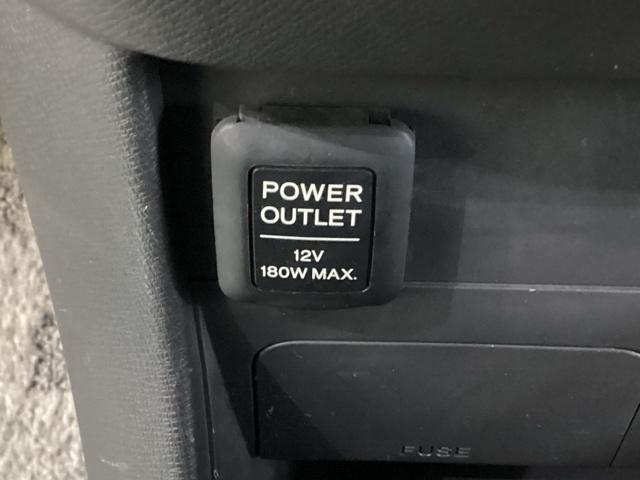 POWER
OUTLET
12V
180W MAX.
FUSE